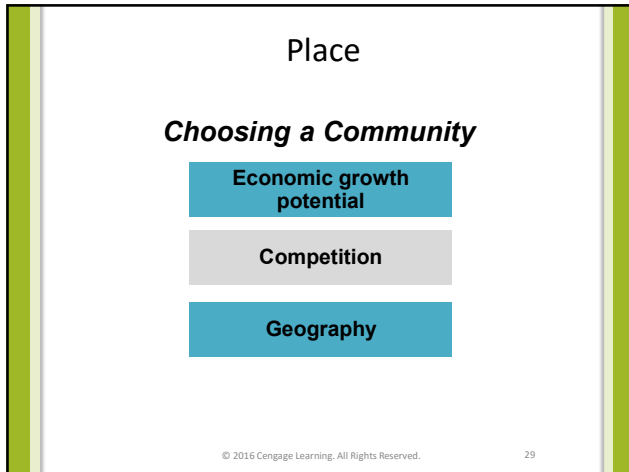 Place
Choosing a Community
Economic growth
potential
Competition
Geography
© 2016 Cengage Learning. All Rights Reserved.
29